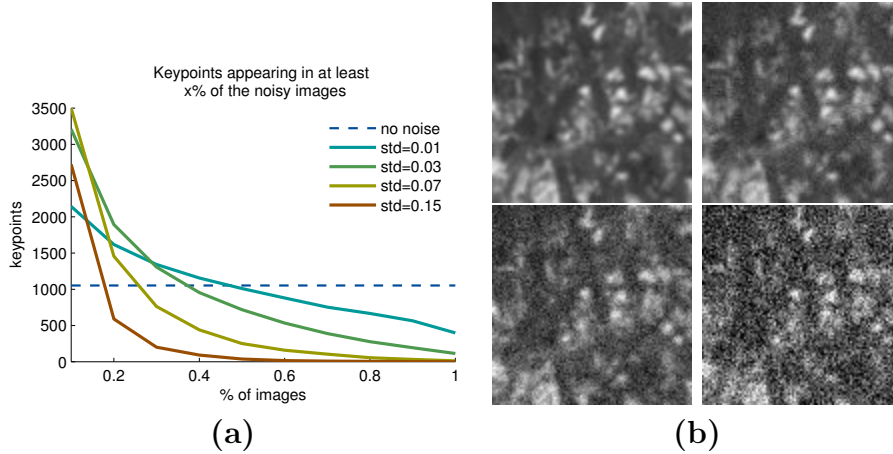 Keypoints appearing in at least
x% of the noisy images
3500
3000
2500
2000
1500
1000
500
0
keypoints
no noise
std=0.01
std=0.03
std=0.07
std=0.15
0.2
0.4
0.6
0.8
1
% of images
(a)
(b)